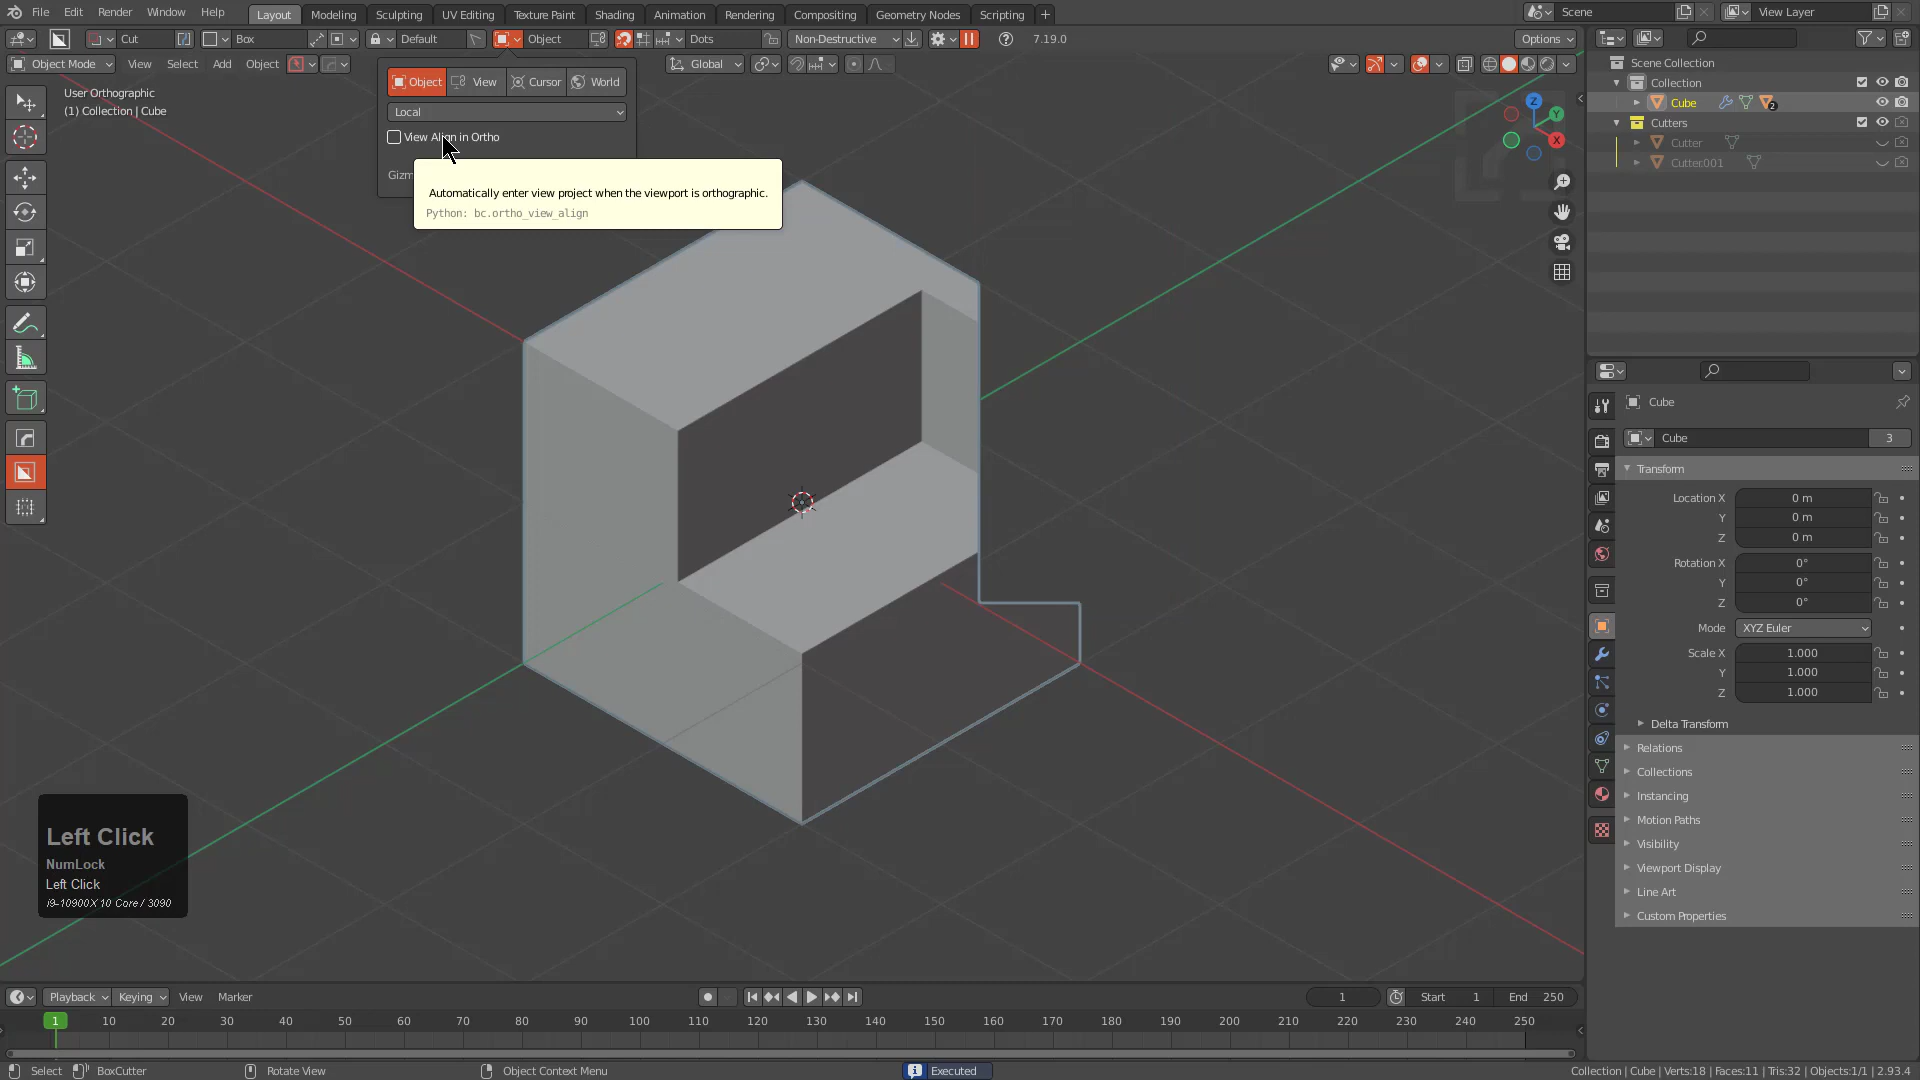 File Edit Render Window Help Layout Modeling Sculpting UV Editing Texture Paint Shading Animation Rendering Compositing Geometry Nodes Scripting + Scene View Layer
Cut Box Default Object Dots Non-Destructive 7.19.0 Options
Object Mode View Select Add Object Global
User Orthographic
(1) Collection | Cube
Object View Cursor World
Local
View Align in Ortho
Gizm
Automatically enter view project when the viewport is orthographic.
Python: bc.ortho_view_align
Z
Y
X
Scene Collection
Collection
Cube 2
Cutters
Cutter
Cutter.001
Cube
Cube 3
Transform
Location X 0 m
Y 0 m
Z 0 m
Rotation X 0°
Y 0°
Z 0°
Mode XYZ Euler
Scale X 1.000
Y 1.000
Z 1.000
Delta Transform
Relations
Collections
Instancing
Motion Paths
Visibility
Viewport Display
Line Art
Custom Properties
Left Click
NumLock
Left Click
i9-10900X 10 Core / 3090
Playback Keying View Marker 1 Start 1 End 250
1 10 20 30 40 50 60 70 80 90 100 110 120 130 140 150 160 170 180 190 200 210 220 230 240 250
Select BoxCutter Rotate View Object Context Menu Executed Collection | Cube | Verts:18 | Faces:11 | Tris:32 | Objects:1/1 | 2.93.4